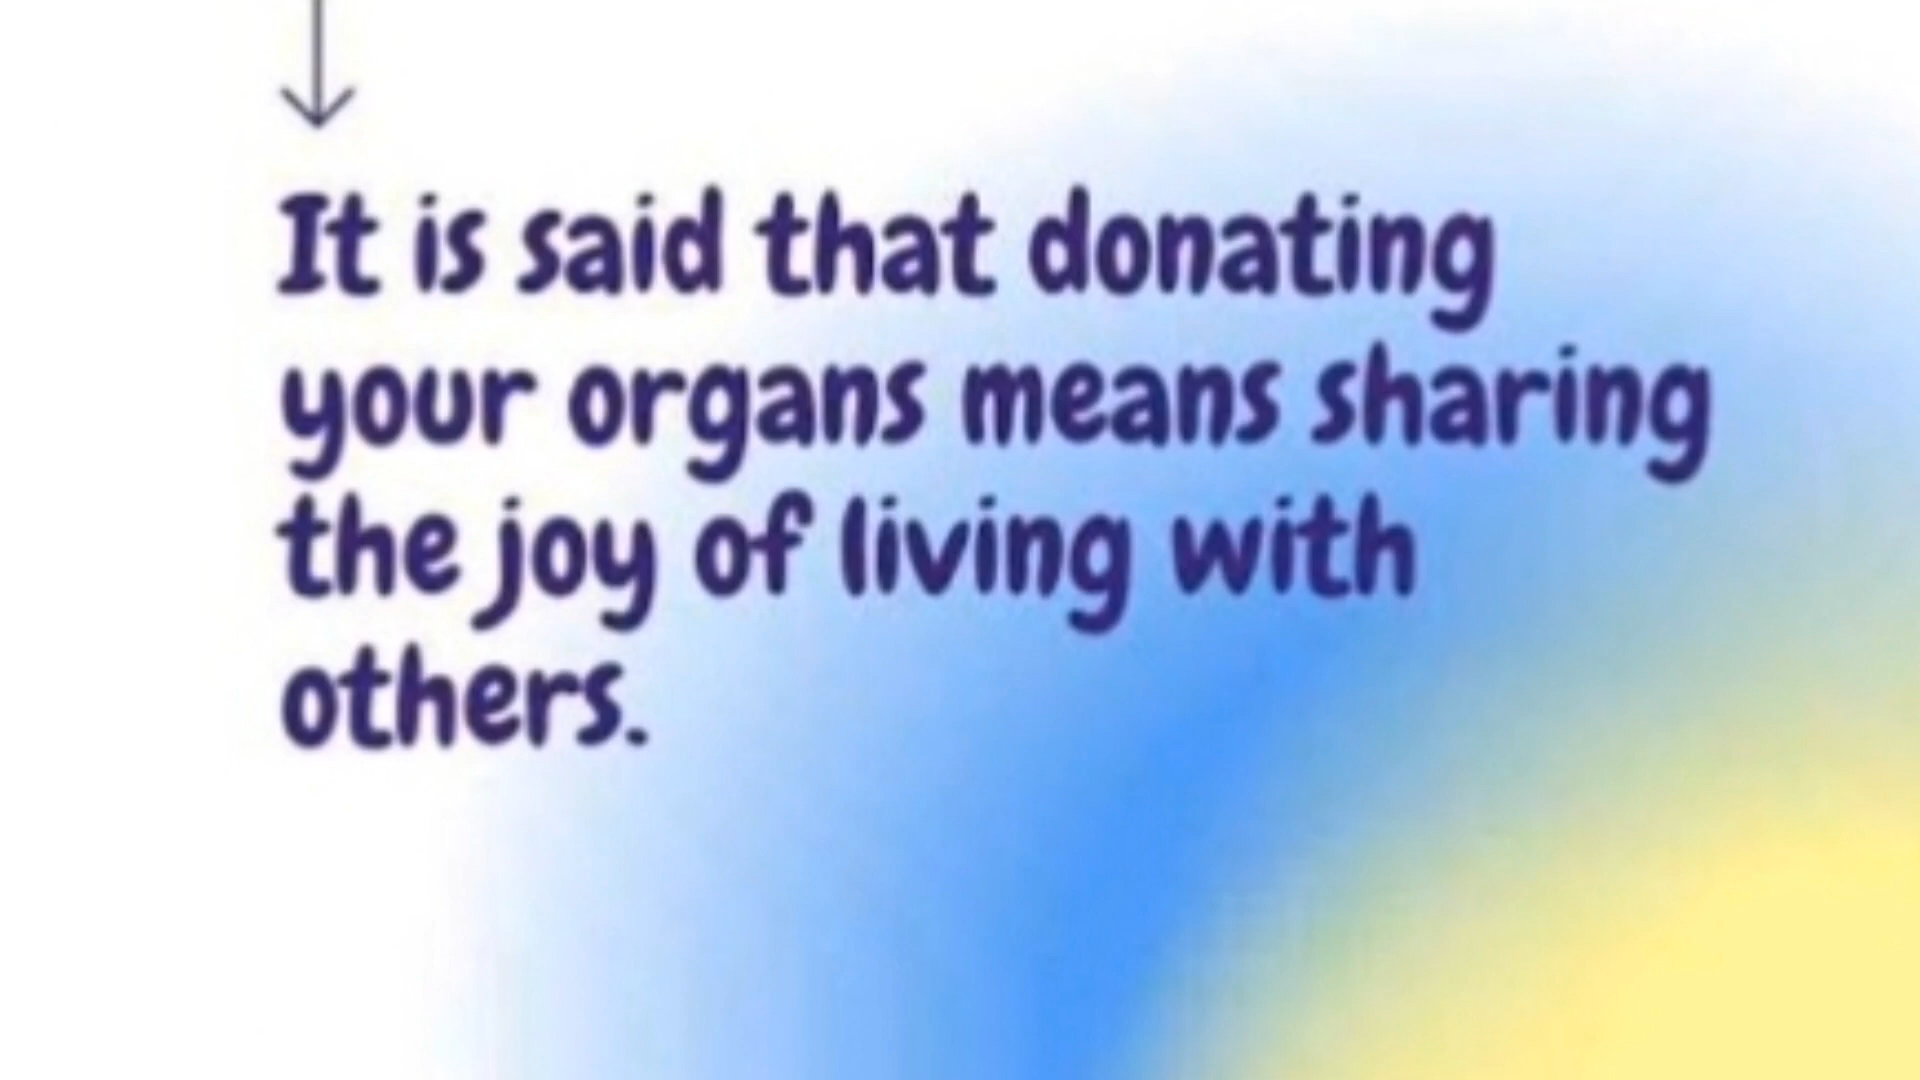 It is said that donating
your organs means sharing
the joy of living with
others.